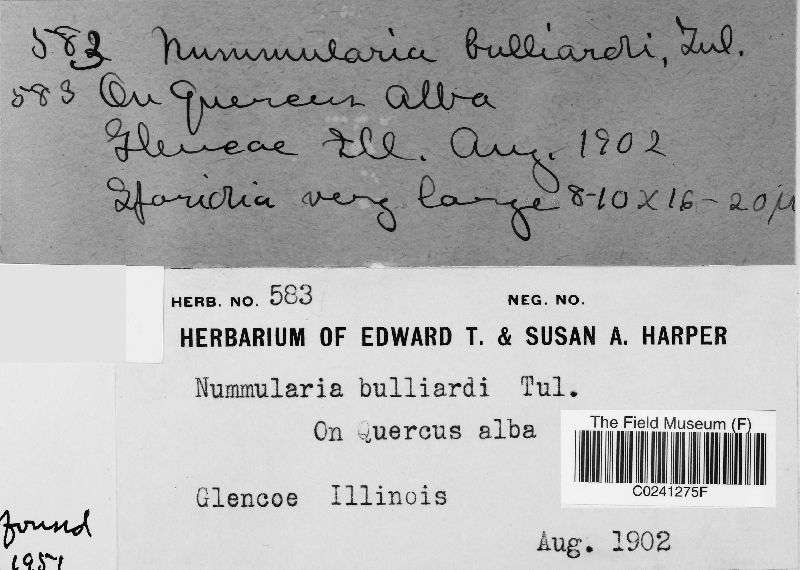 583 Nummularia bulliardi, Tul.
583 On Quercus alba
Glencoe Ill. Aug. 1902
Sporidia very large 8-10 x 16-20 µ
HERB. NO. 583 NEG. NO.
HERBARIUM OF EDWARD T. & SUSAN A. HARPER
Nummularia bulliardi Tul.
On Quercus alba
The Field Museum (F)
C0241275F
Glencoe Illinois
Aug. 1902
found
1951